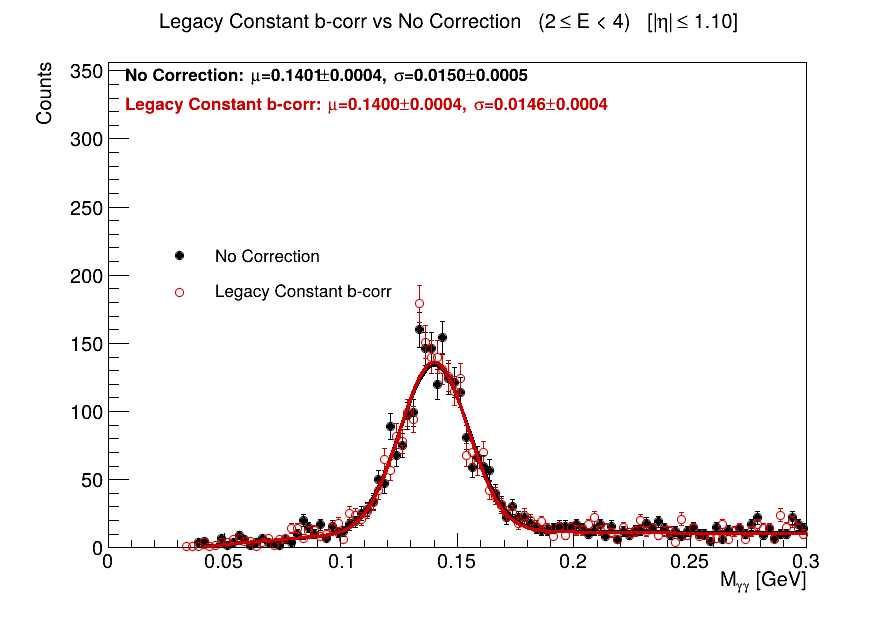 Legacy Constant b-corr vs No Correction (2 ≤ E < 4) [|η| ≤ 1.10]
Counts
No Correction: μ=0.1401±0.0004, σ=0.0150±0.0005
Legacy Constant b-corr: μ=0.1400±0.0004, σ=0.0146±0.0004
No Correction
Legacy Constant b-corr
350
300
250
200
150
100
50
0
0 0.05 0.1 0.15 0.2 0.25 0.3
Mγγ [GeV]